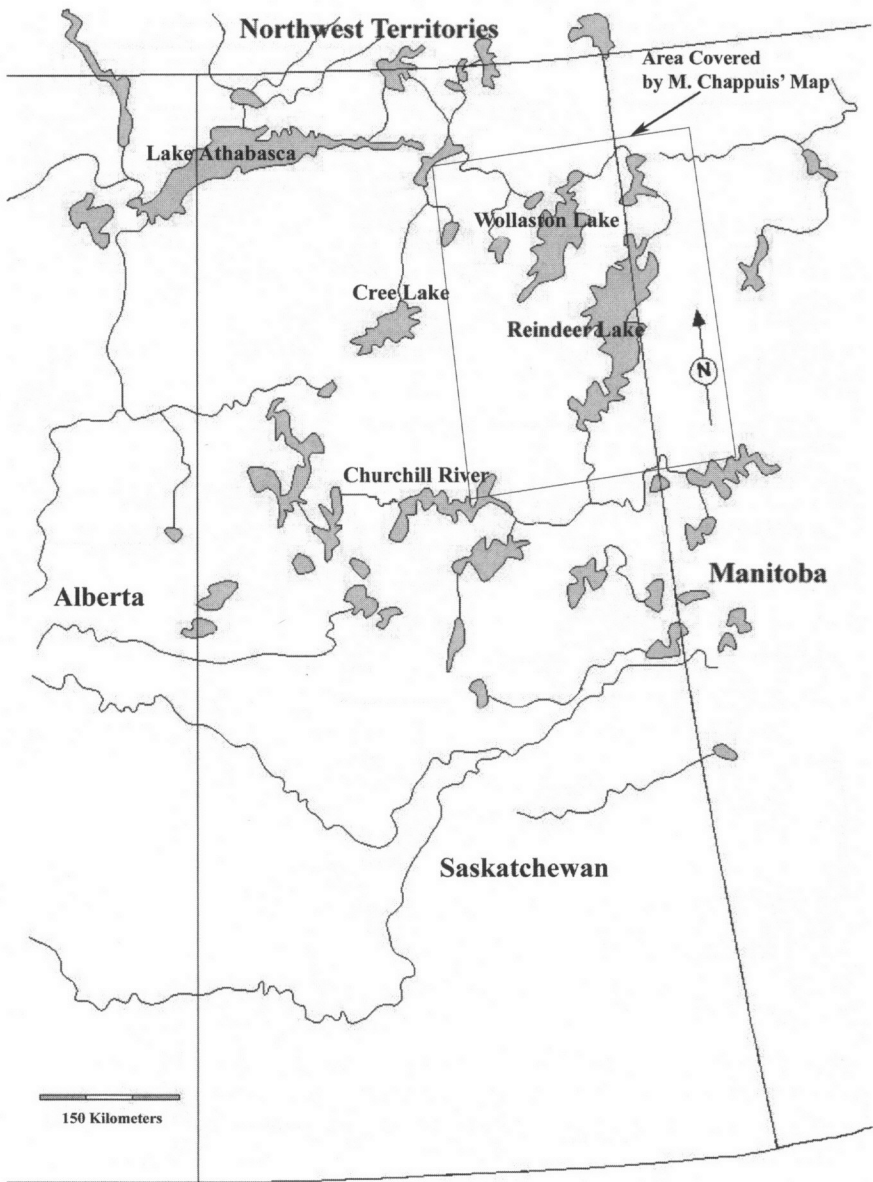 Northwest Territories
Area Covered
by M. Chappuis' Map
Lake Athabasca
Wollaston Lake
Cree Lake
Reindeer Lake
N
Churchill River
Alberta
Manitoba
Saskatchewan
150 Kilometers